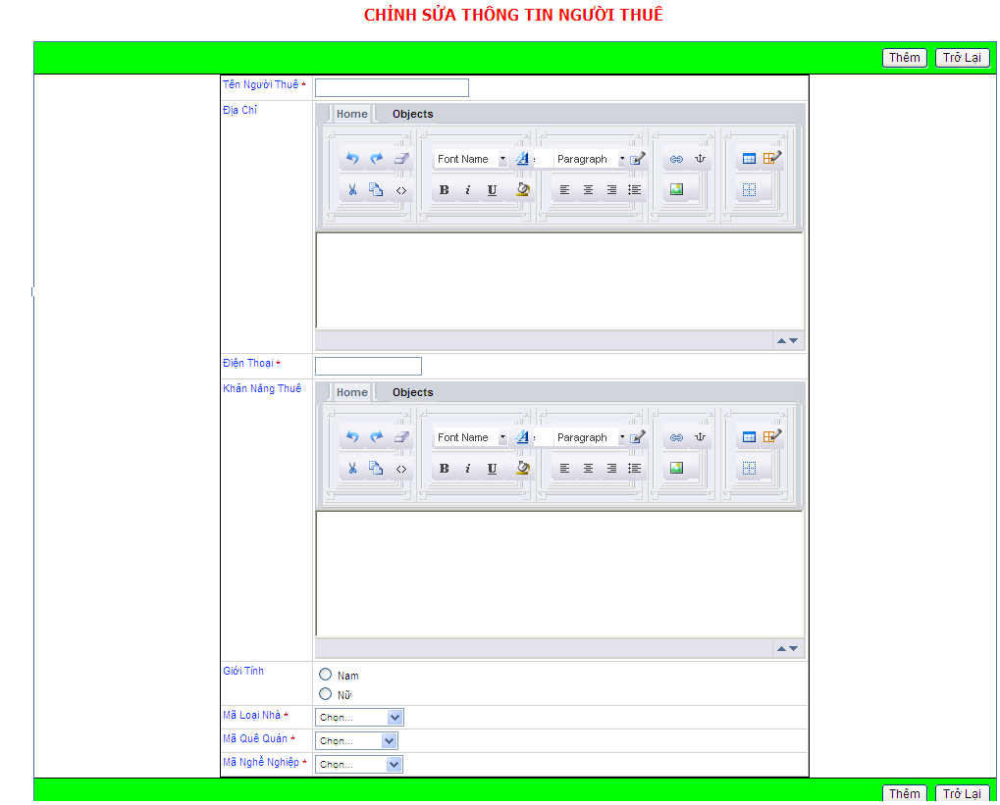 CHỈNH SỬA THÔNG TIN NGƯỜI THUÊ
Thêm Trở Lại
Tên Người Thuê *
Địa Chỉ
Home Objects
Font Name A Paragraph
B i U
Điện Thoại *
Khản Năng Thuê
Home Objects
Font Name A Paragraph
B i U
Giới Tính
Nam
Nữ
Mã Loại Nhà * Chọn...
Mã Quê Quán * Chọn...
Mã Nghề Nghiệp * Chọn...
Thêm Trở Lại